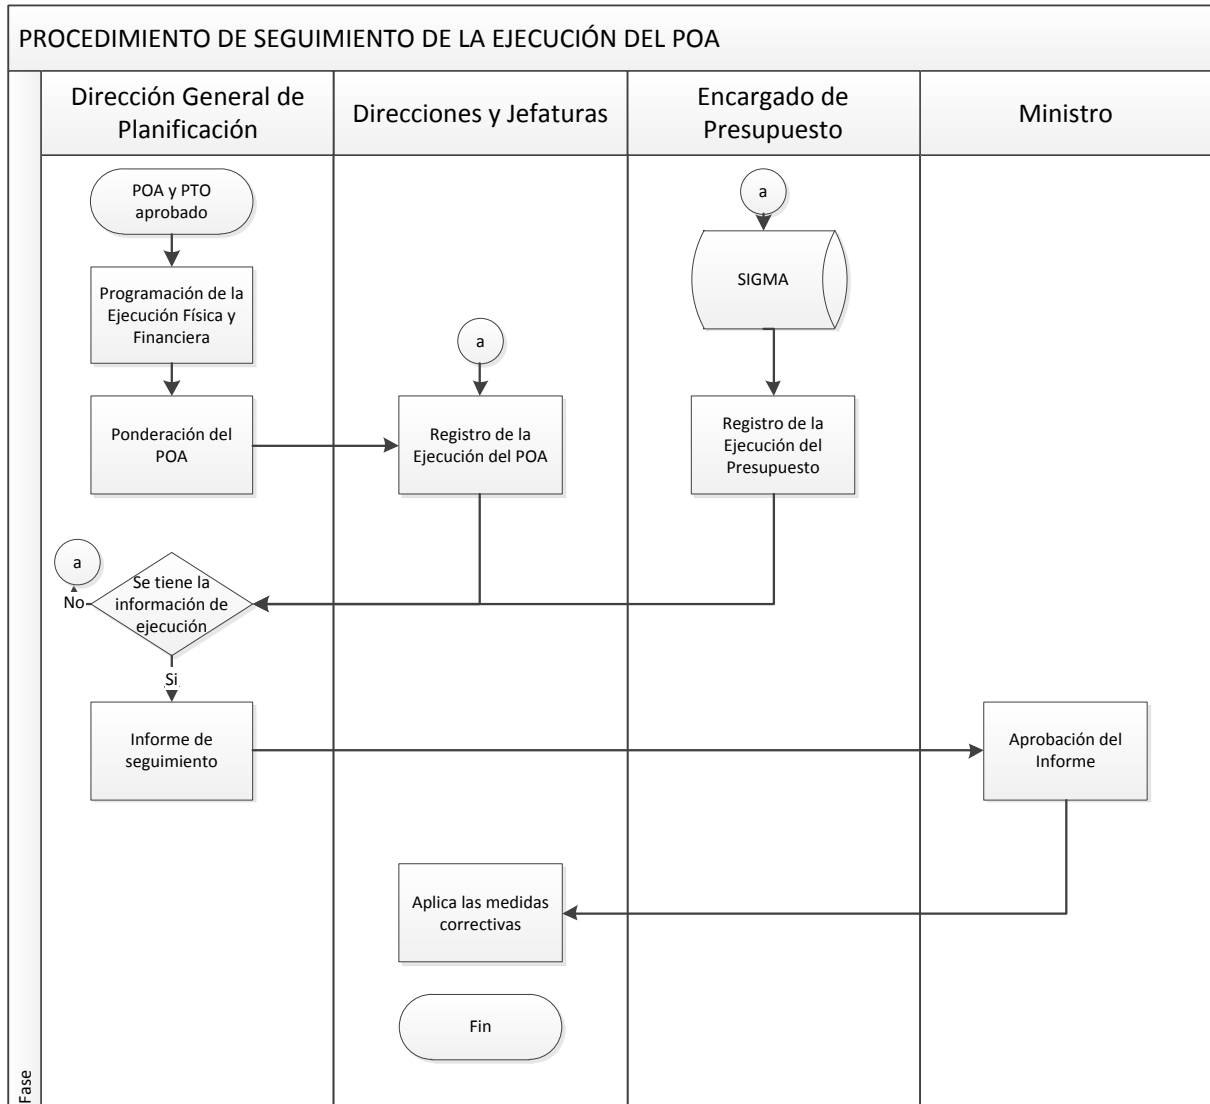 PROCEDIMIENTO DE SEGUIMIENTO DE LA EJECUCIÓN DEL POA
Dirección General de
Planificación
Direcciones y Jefaturas
Encargado de
Presupuesto
Ministro
POA y PTO
aprobado
a
SIGMA
Programación de la
Ejecución Física y
Financiera
a
Ponderación del
POA
Registro de la
Ejecución del POA
Registro de la
Ejecución del
Presupuesto
a
Se tiene la
información de
ejecución
No
Si
Informe de
seguimiento
Aprobación del
Informe
Aplica las medidas
correctivas
Fin
Fase